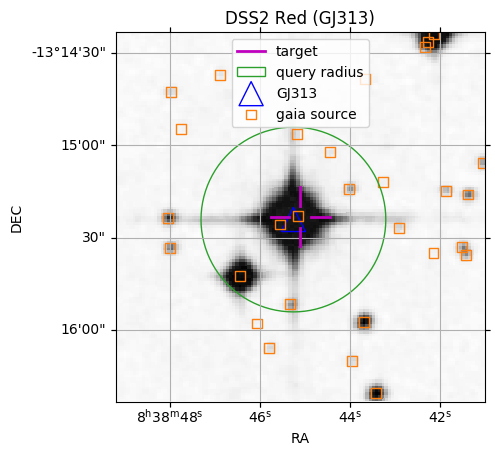 DSS2 Red (GJ313)
target
query radius
GJ313
gaia source
-13°14'30"
15'00"
30"
16'00"
DEC
8ʰ38ᵐ48ˢ
46ˢ
44ˢ
42ˢ
RA